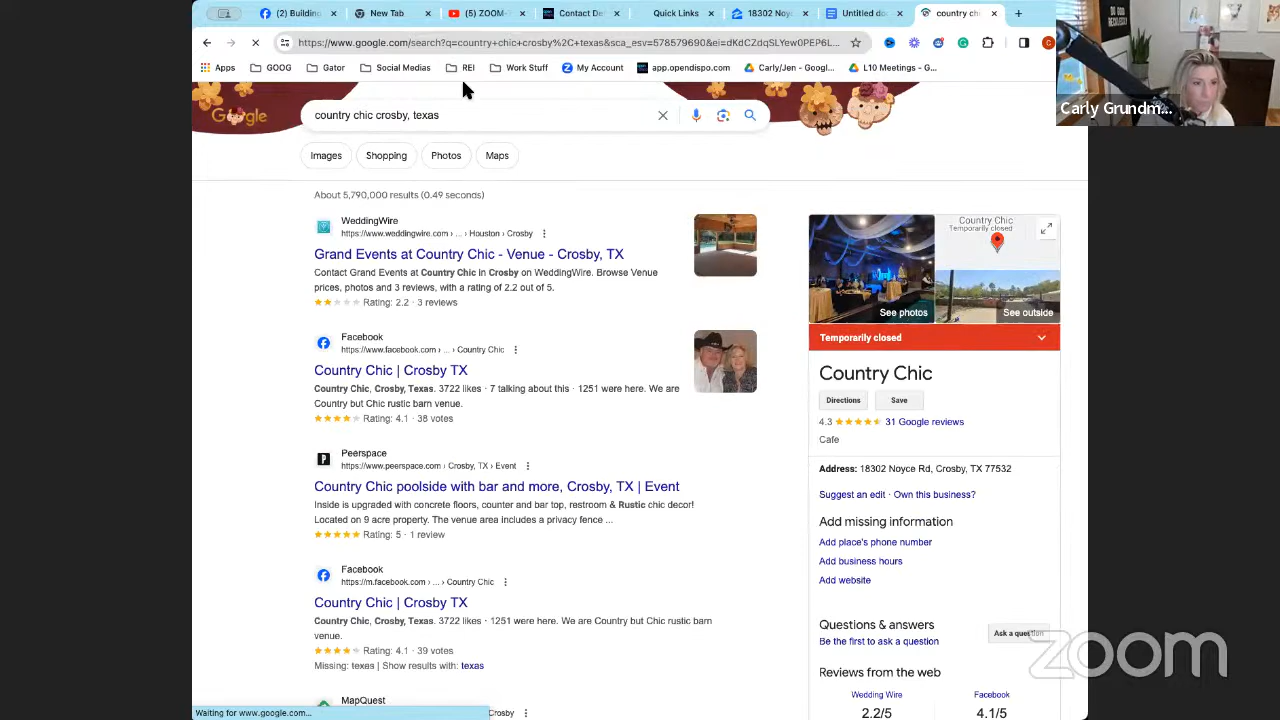 (2) Building
New Tab
(5) ZOOM-
Contact De
Quick Links
18302 Noyce
Untitled doc
country chi
DO GOOD
RECKLESSLY
https://www.google.com/search?q=country+chic+crosby%2C+texas&sca_esv=578579690&ei=dKdCZdqSLYew0PEP6L...
Apps
GOOG
Gator
Social Medias
REI
Work Stuff
My Account
app.opendispo.com
Carly/Jen - Googl...
L10 Meetings - G...
Carly Grundm...
Google
country chic crosby, texas
Images
Shopping
Photos
Maps
About 5,790,000 results (0.49 seconds)
WeddingWire
https://www.weddingwire.com › ... › Houston › Crosby
Grand Events at Country Chic - Venue - Crosby, TX
Contact Grand Events at Country Chic in Crosby on WeddingWire. Browse Venue
prices, photos and 3 reviews, with a rating of 2.2 out of 5.
Rating: 2.2 · 3 reviews
Facebook
https://www.facebook.com › ... › Country Chic
Country Chic | Crosby TX
Country Chic, Crosby, Texas. 3722 likes · 7 talking about this · 1251 were here. We are
Country but Chic rustic barn venue.
Rating: 4.1 · 38 votes
Peerspace
https://www.peerspace.com › Crosby, TX › Event
Country Chic poolside with bar and more, Crosby, TX | Event
Inside is upgraded with concrete floors, counter and bar top, restroom & Rustic chic decor!
Located on 9 acre property. The venue area includes a privacy fence ...
Rating: 5 · 1 review
Facebook
https://m.facebook.com › ... › Country Chic
Country Chic | Crosby TX
Country Chic, Crosby, Texas. 3722 likes · 1251 were here. We are Country but Chic rustic barn
venue.
Rating: 4.1 · 39 votes
Missing: texas | Show results with: texas
MapQuest
Crosby
Waiting for www.google.com...
Country Chic
Temporarily closed
See photos
See outside
Temporarily closed
Country Chic
Directions
Save
4.3 31 Google reviews
Cafe
Address: 18302 Noyce Rd, Crosby, TX 77532
Suggest an edit · Own this business?
Add missing information
Add place's phone number
Add business hours
Add website
Questions & answers
Be the first to ask a question
Ask a question
Reviews from the web
Wedding Wire
2.2/5
Facebook
4.1/5
zoom